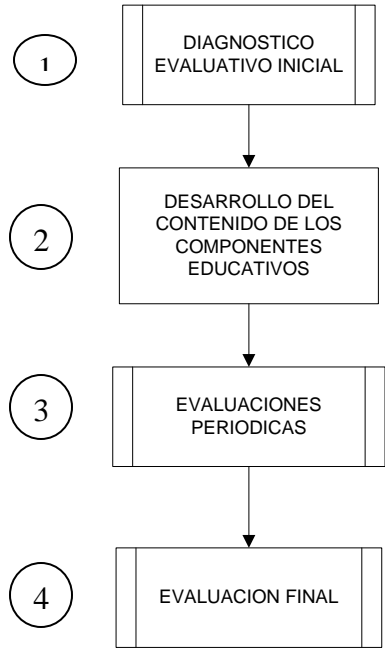 1
DIAGNOSTICO
EVALUATIVO INICIAL
2
DESARROLLO DEL
CONTENIDO DE LOS
COMPONENTES
EDUCATIVOS
3
EVALUACIONES
PERIODICAS
4
EVALUACION FINAL